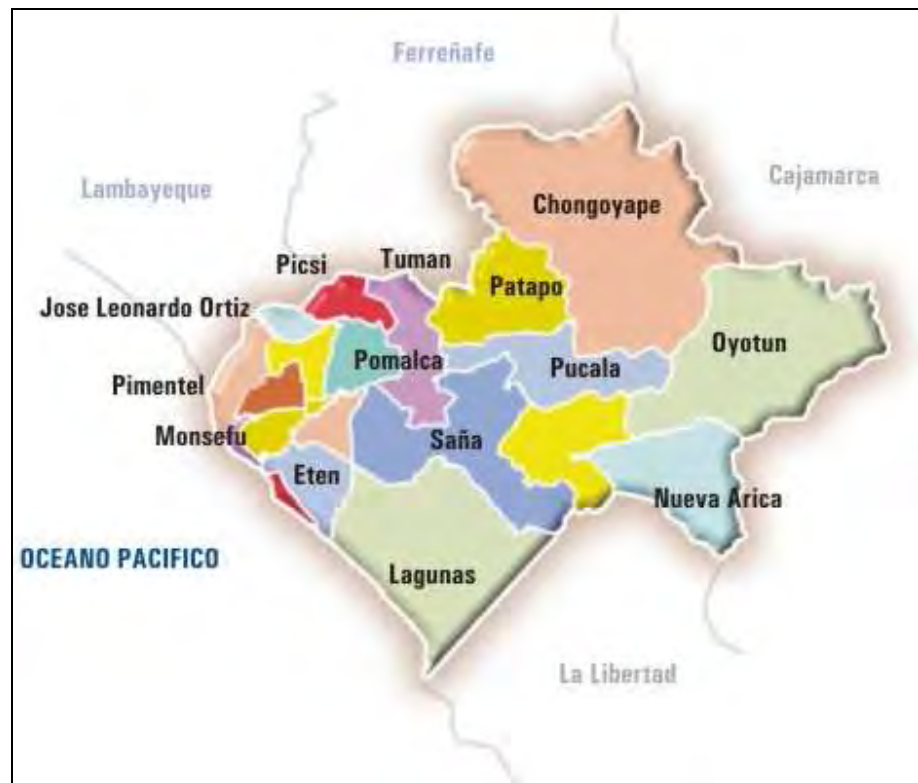 Ferreñafe
Cajamarca
Lambayeque
Chongoyape
Tuman
Picsi
Patapo
Jose Leonardo Ortiz
Oyotun
Pomalca
Pucala
Pimentel
Monsefu
Saña
Eten
Nueva Arica
OCEANO PACIFICO
Lagunas
La Libertad